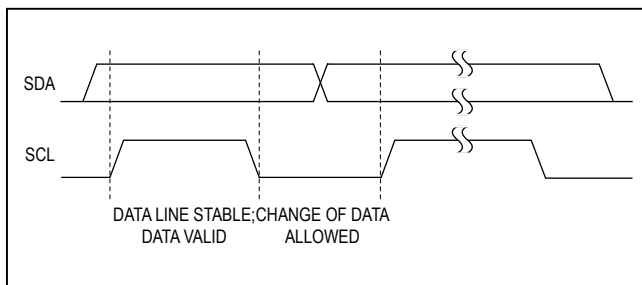 SDA
SCL
DATA LINE STABLE;CHANGE OF DATA
DATA VALID ALLOWED